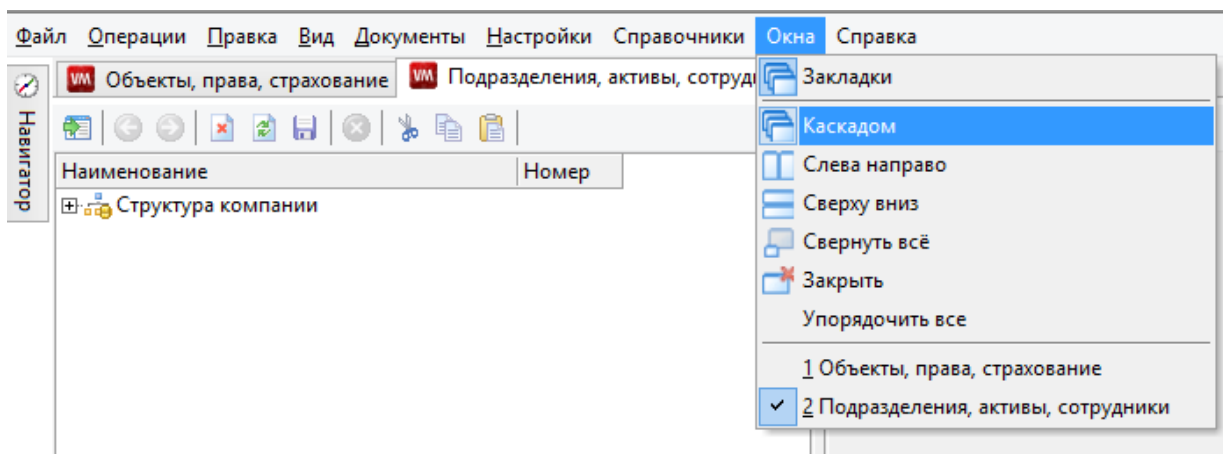 Файл Операции Правка Вид Документы Настройки Справочники Окна Справка
VM Объекты, права, страхование VM Подразделения, активы,
Навигатор
Наименование Номер
Структура компании
Закладки
Каскадом
Слева направо
Сверху вниз
Свернуть всё
Закрыть
Упорядочить все
1 Объекты, права, страхование
2 Подразделения, активы, сотрудники